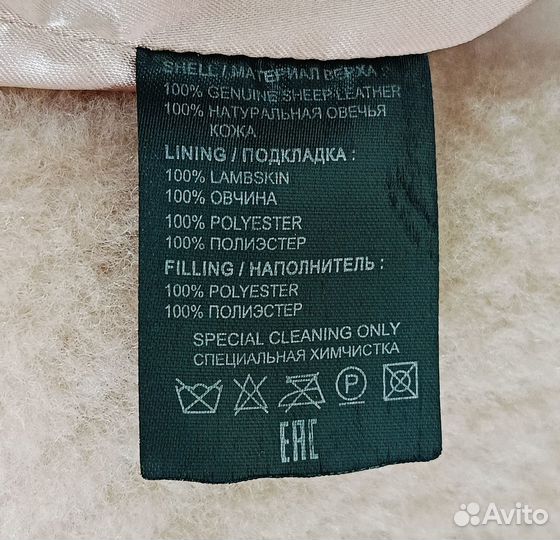 SHELL / МАТЕРИАЛ ВЕРХА :
100% GENUINE SHEEP LEATHER
100% НАТУРАЛЬНАЯ ОВЕЧЬЯ
КОЖА
LINING / ПОДКЛАДКА :
100% LAMBSKIN
100% ОВЧИНА
100% POLYESTER
100% ПОЛИЭСТЕР
FILLING / НАПОЛНИТЕЛЬ :
100% POLYESTER
100% ПОЛИЭСТЕР
SPECIAL CLEANING ONLY
СПЕЦИАЛЬНАЯ ХИМЧИСТКА
P
EAC
Avito